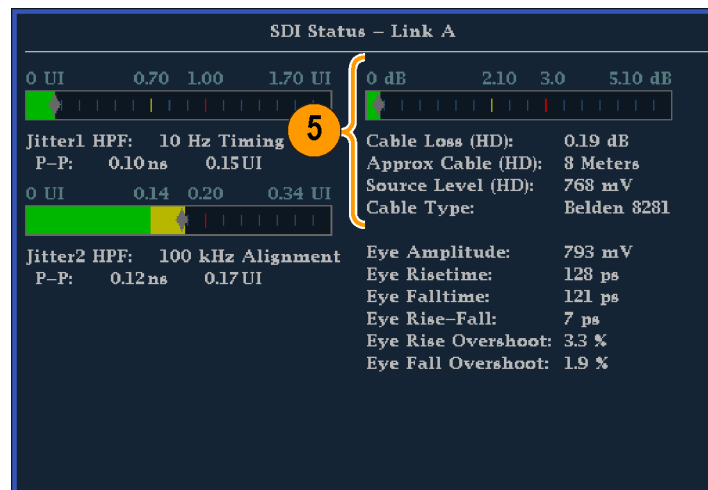 SDI Status – Link A
0 UI 0.70 1.00 1.70 UI
Jitter1 HPF: 10 Hz Timing
P–P: 0.10 ns 0.15 UI
0 UI 0.14 0.20 0.34 UI
Jitter2 HPF: 100 kHz Alignment
P–P: 0.12 ns 0.17 UI
5
0 dB 2.10 3.0 5.10 dB
Cable Loss (HD): 0.19 dB
Approx Cable (HD): 8 Meters
Source Level (HD): 768 mV
Cable Type: Belden 8281
Eye Amplitude: 793 mV
Eye Risetime: 128 ps
Eye Falltime: 121 ps
Eye Rise–Fall: 7 ps
Eye Rise Overshoot: 3.3 %
Eye Fall Overshoot: 1.9 %